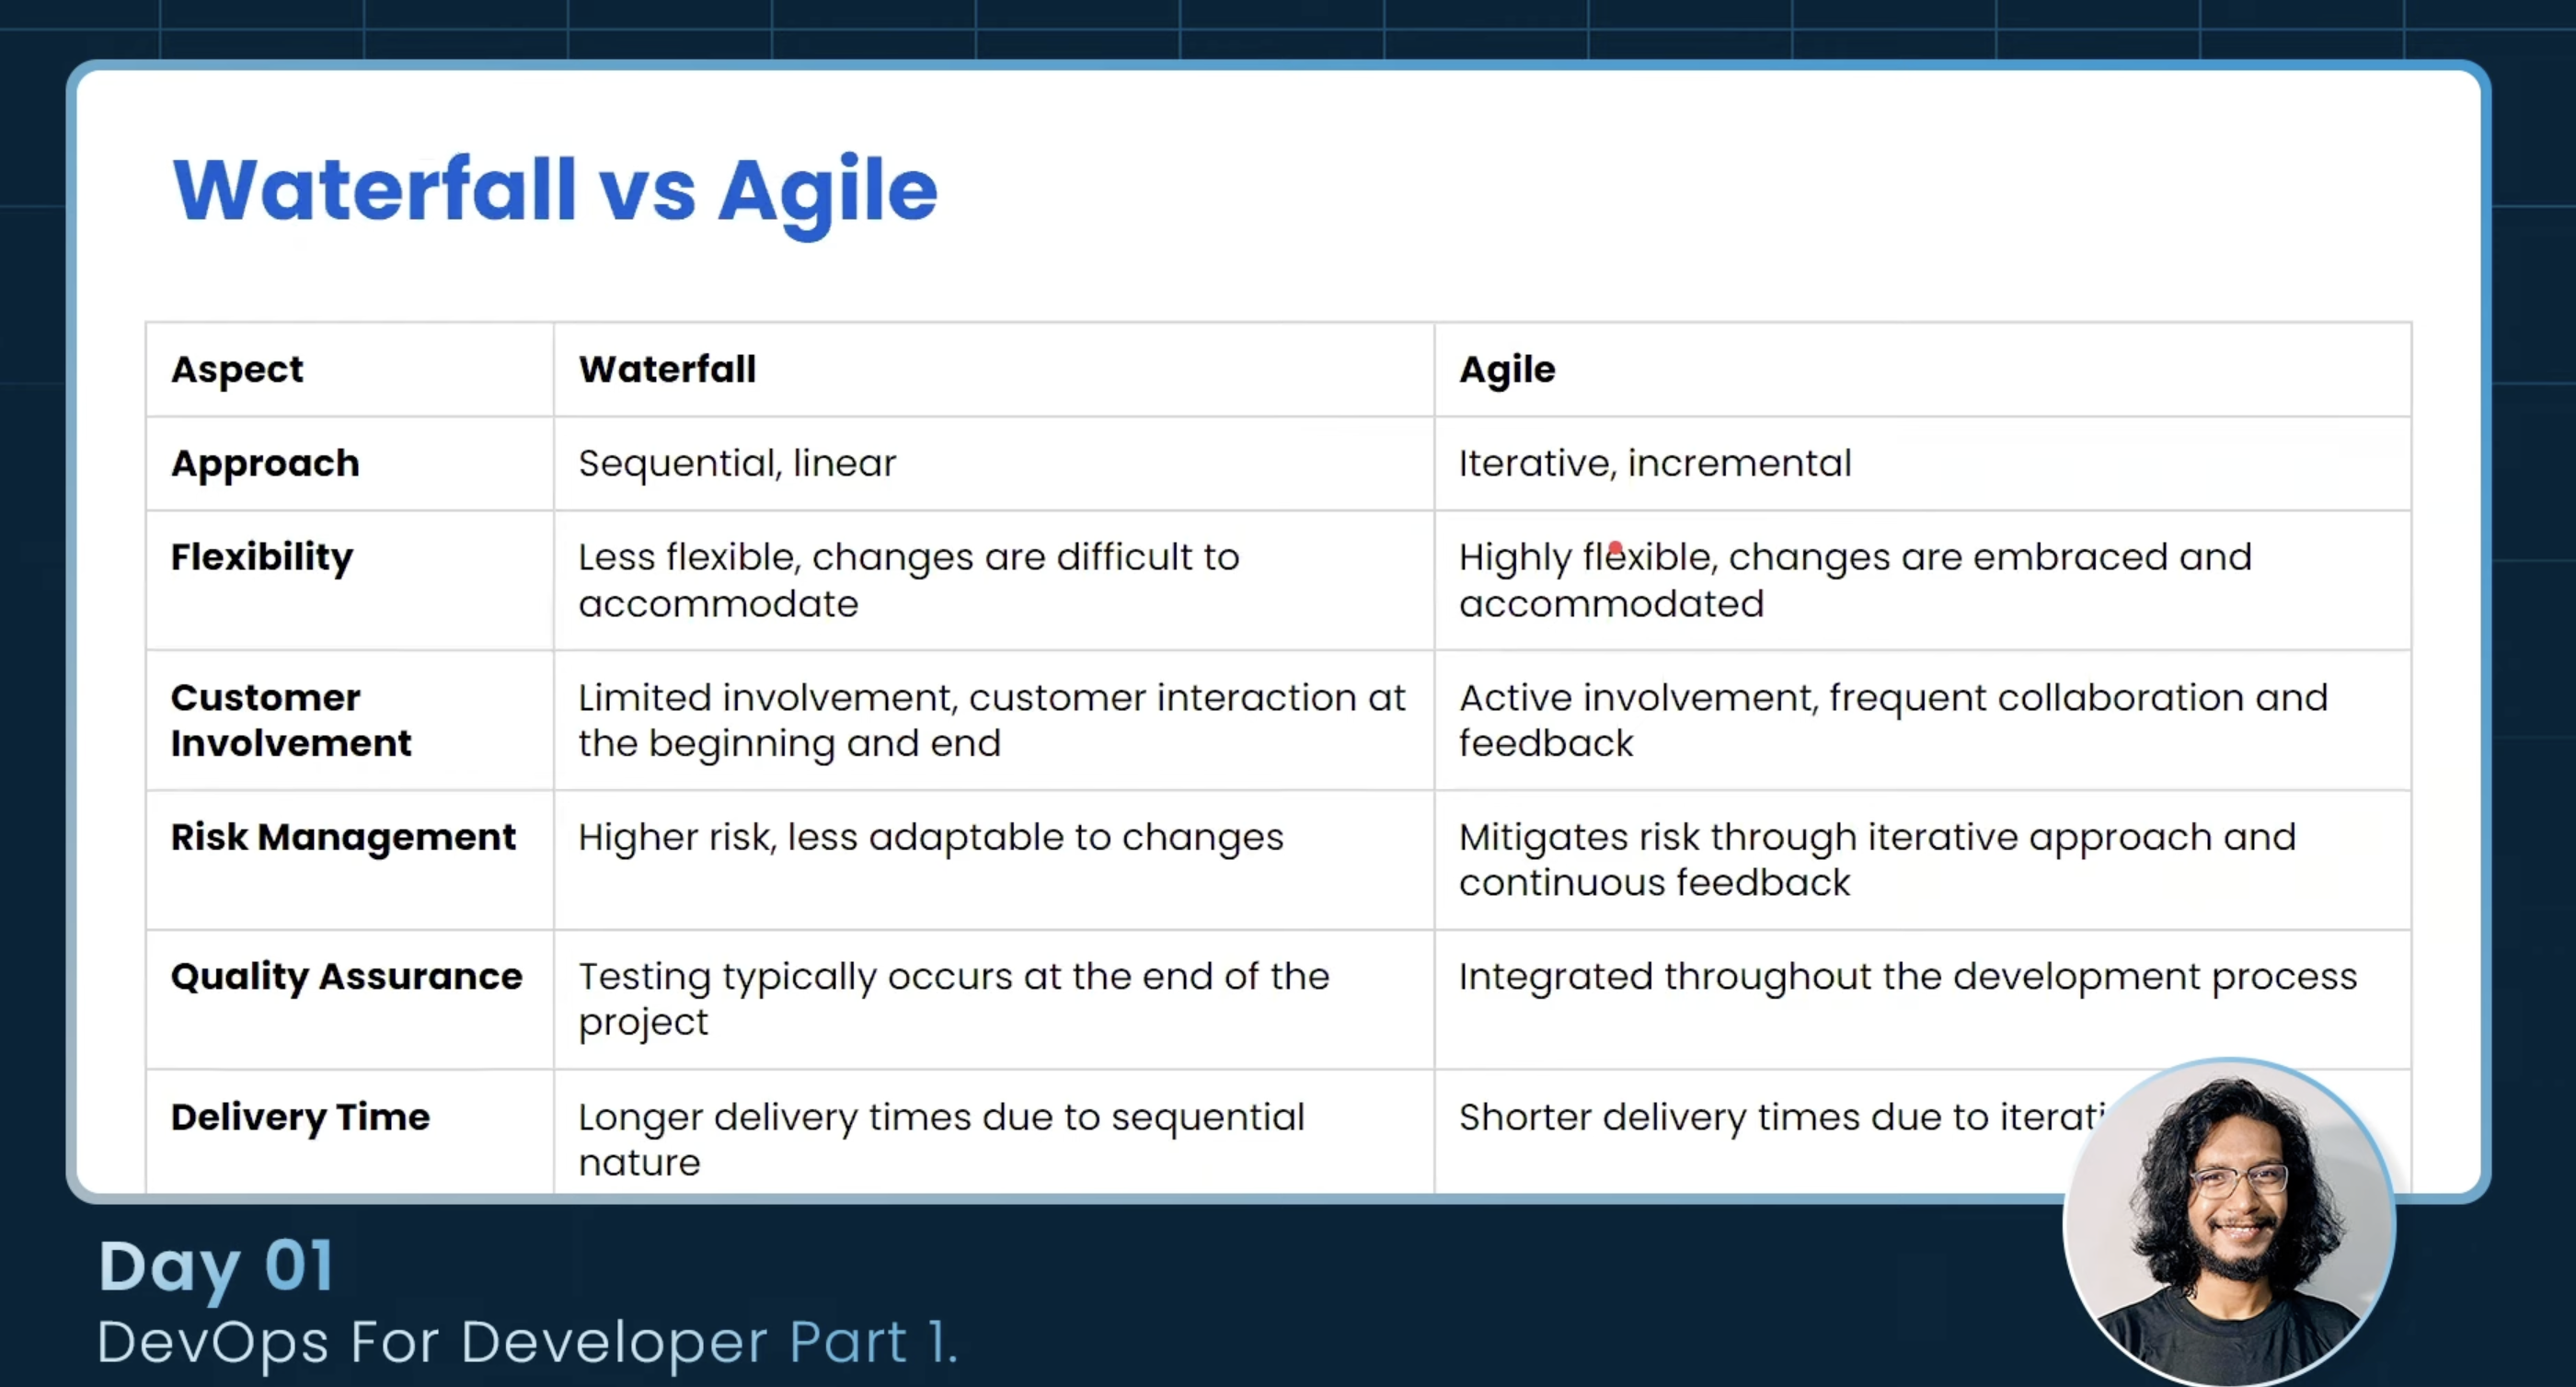 Waterfall vs Agile
Aspect
Waterfall
Agile
Approach
Sequential, linear
Iterative, incremental
Flexibility
Less flexible, changes are difficult to
accommodate
Highly flexible, changes are embraced and
accommodated
Customer
Involvement
Limited involvement, customer interaction at
the beginning and end
Active involvement, frequent collaboration and
feedback
Risk Management
Higher risk, less adaptable to changes
Mitigates risk through iterative approach and
continuous feedback
Quality Assurance
Testing typically occurs at the end of the
project
Integrated throughout the development process
Delivery Time
Longer delivery times due to sequential
nature
Shorter delivery times due to
Day 01
DevOps For Developer Part 1.